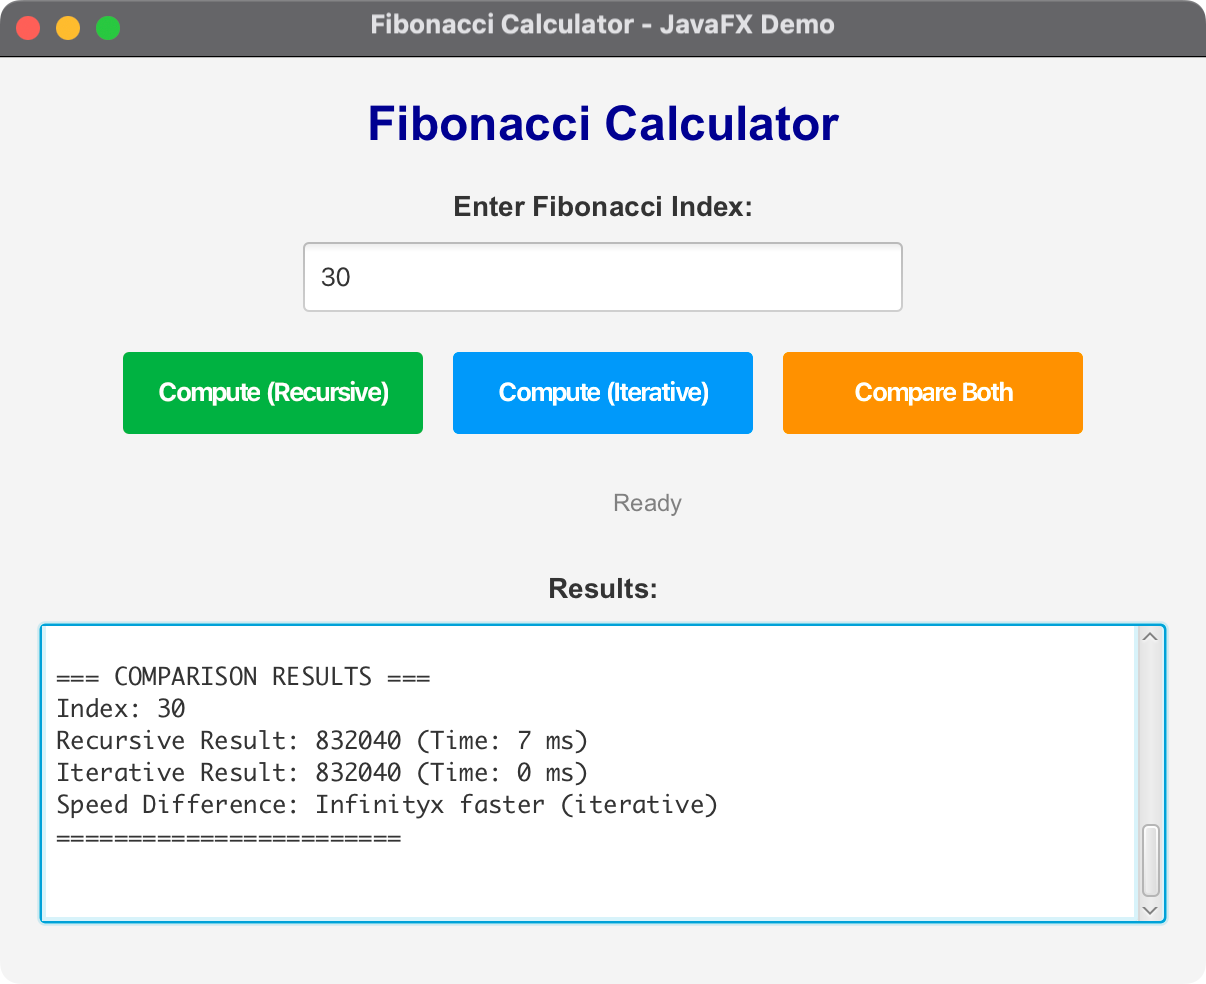 Fibonacci Calculator - JavaFX Demo
Fibonacci Calculator
Enter Fibonacci Index:
30
Compute (Recursive) Compute (Iterative) Compare Both
Ready
Results:
=== COMPARISON RESULTS ===
Index: 30
Recursive Result: 832040 (Time: 7 ms)
Iterative Result: 832040 (Time: 0 ms)
Speed Difference: Infinityx faster (iterative)
========================